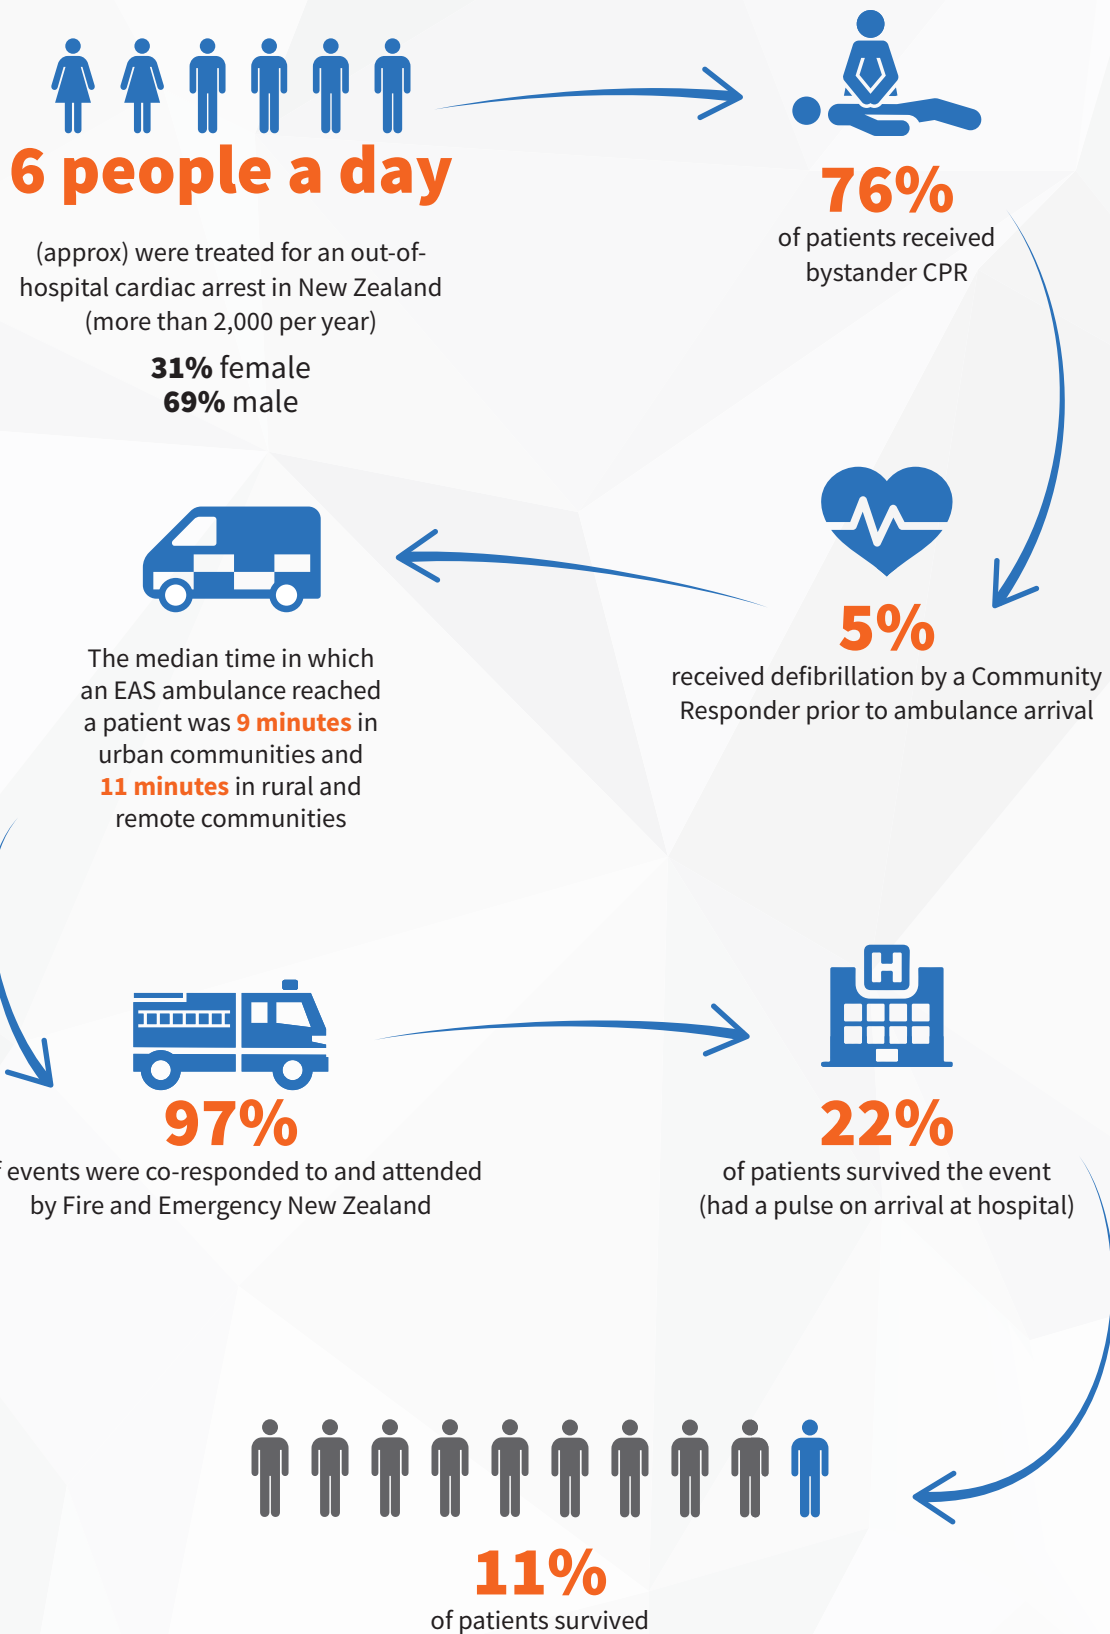 6 people a day
(approx) were treated for an out-of-
hospital cardiac arrest in New Zealand
(more than 2,000 per year)
31% female
69% male
76%
of patients received
bystander CPR
5%
received defibrillation by a Community
Responder prior to ambulance arrival
The median time in which
an EAS ambulance reached
a patient was 9 minutes in
urban communities and
11 minutes in rural and
remote communities
97%
events were co-responded to and attended
by Fire and Emergency New Zealand
H
22%
of patients survived the event
(had a pulse on arrival at hospital)
11%
of patients survived